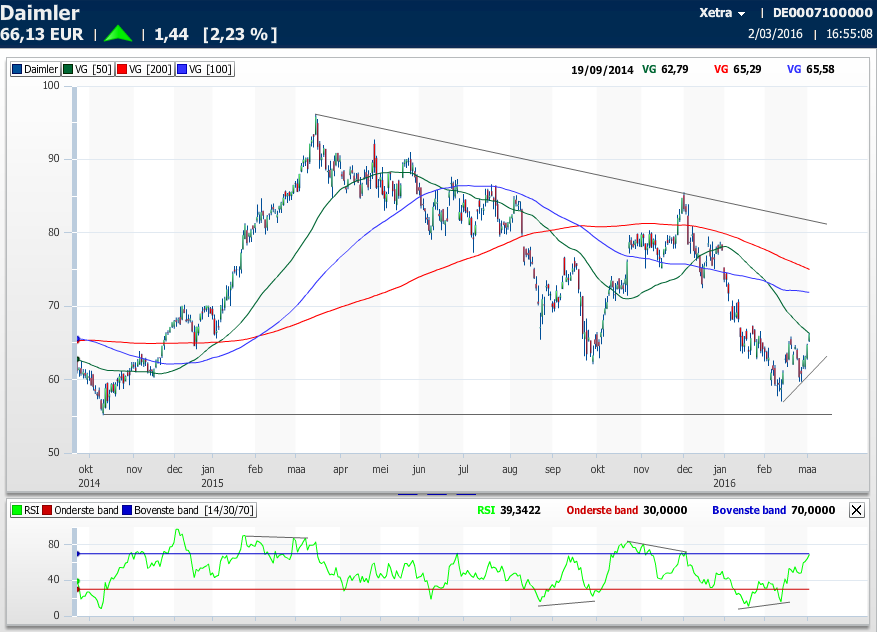 Daimler Xetra | DE0007100000
66,13 EUR | | 1,44 [2,23 %] 2/03/2016 | 16:55:08
Daimler VG [50] VG [200] VG [100] 19/09/2014 VG 62,79 VG 65,29 VG 65,58
100
90
80
70
60
50
okt nov dec jan feb maa apr mei jun jul aug sep okt nov dec jan feb maa
2014 2015 2016
RSI Onderste band Bovenste band [14/30/70] RSI 39,3422 Onderste band 30,0000 Bovenste band 70,0000
80
40
0